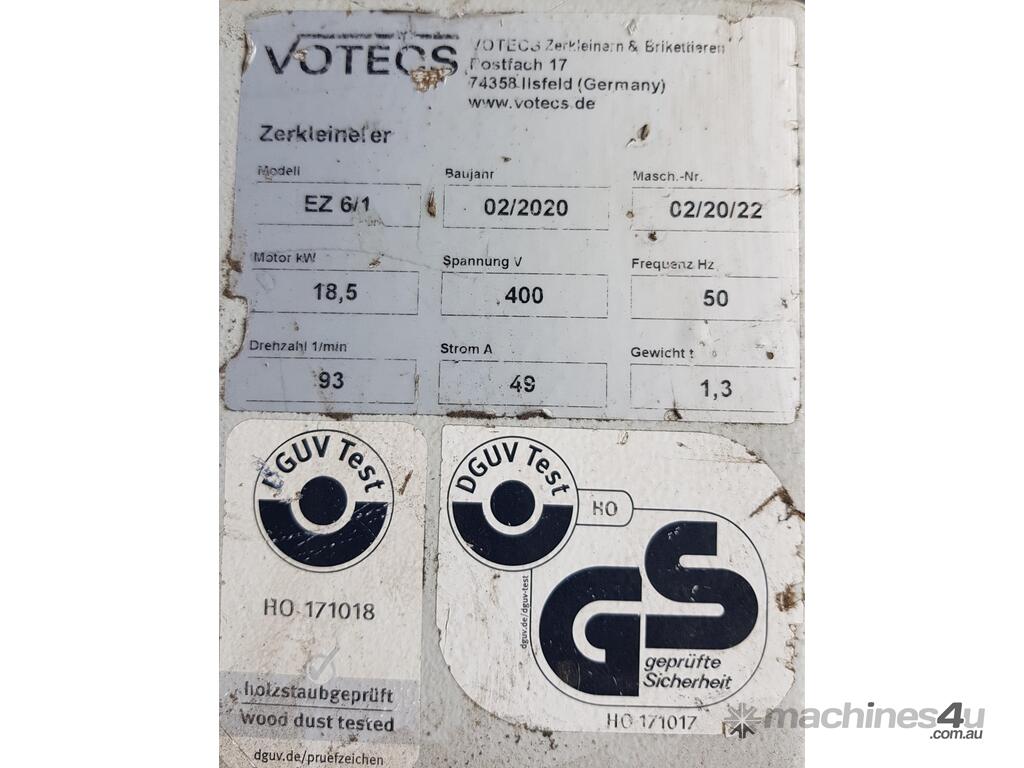 VOTECS
VOTECS Zerkleinern & Brikettieren
Postfach 17
74358 Ilsfeld (Germany)
www.votecs.de
Zerkleinerer
Modell
Baujahr
Masch.-Nr.
EZ 6/1
02/2020
02/20/22
Motor kW
Spannung V
Frequenz Hz
18,5
400
50
Drehzahl 1/min
Strom A
Gewicht t
93
49
1,3
DGUV Test
HO 171018
holzstaubgeprüft
wood dust tested
dguv.de/pruefzeichen
DGUV Test
HO
dguv.de/dguv-test
GS
geprüfte
Sicherheit
HO 171017
machines4u
.com.au